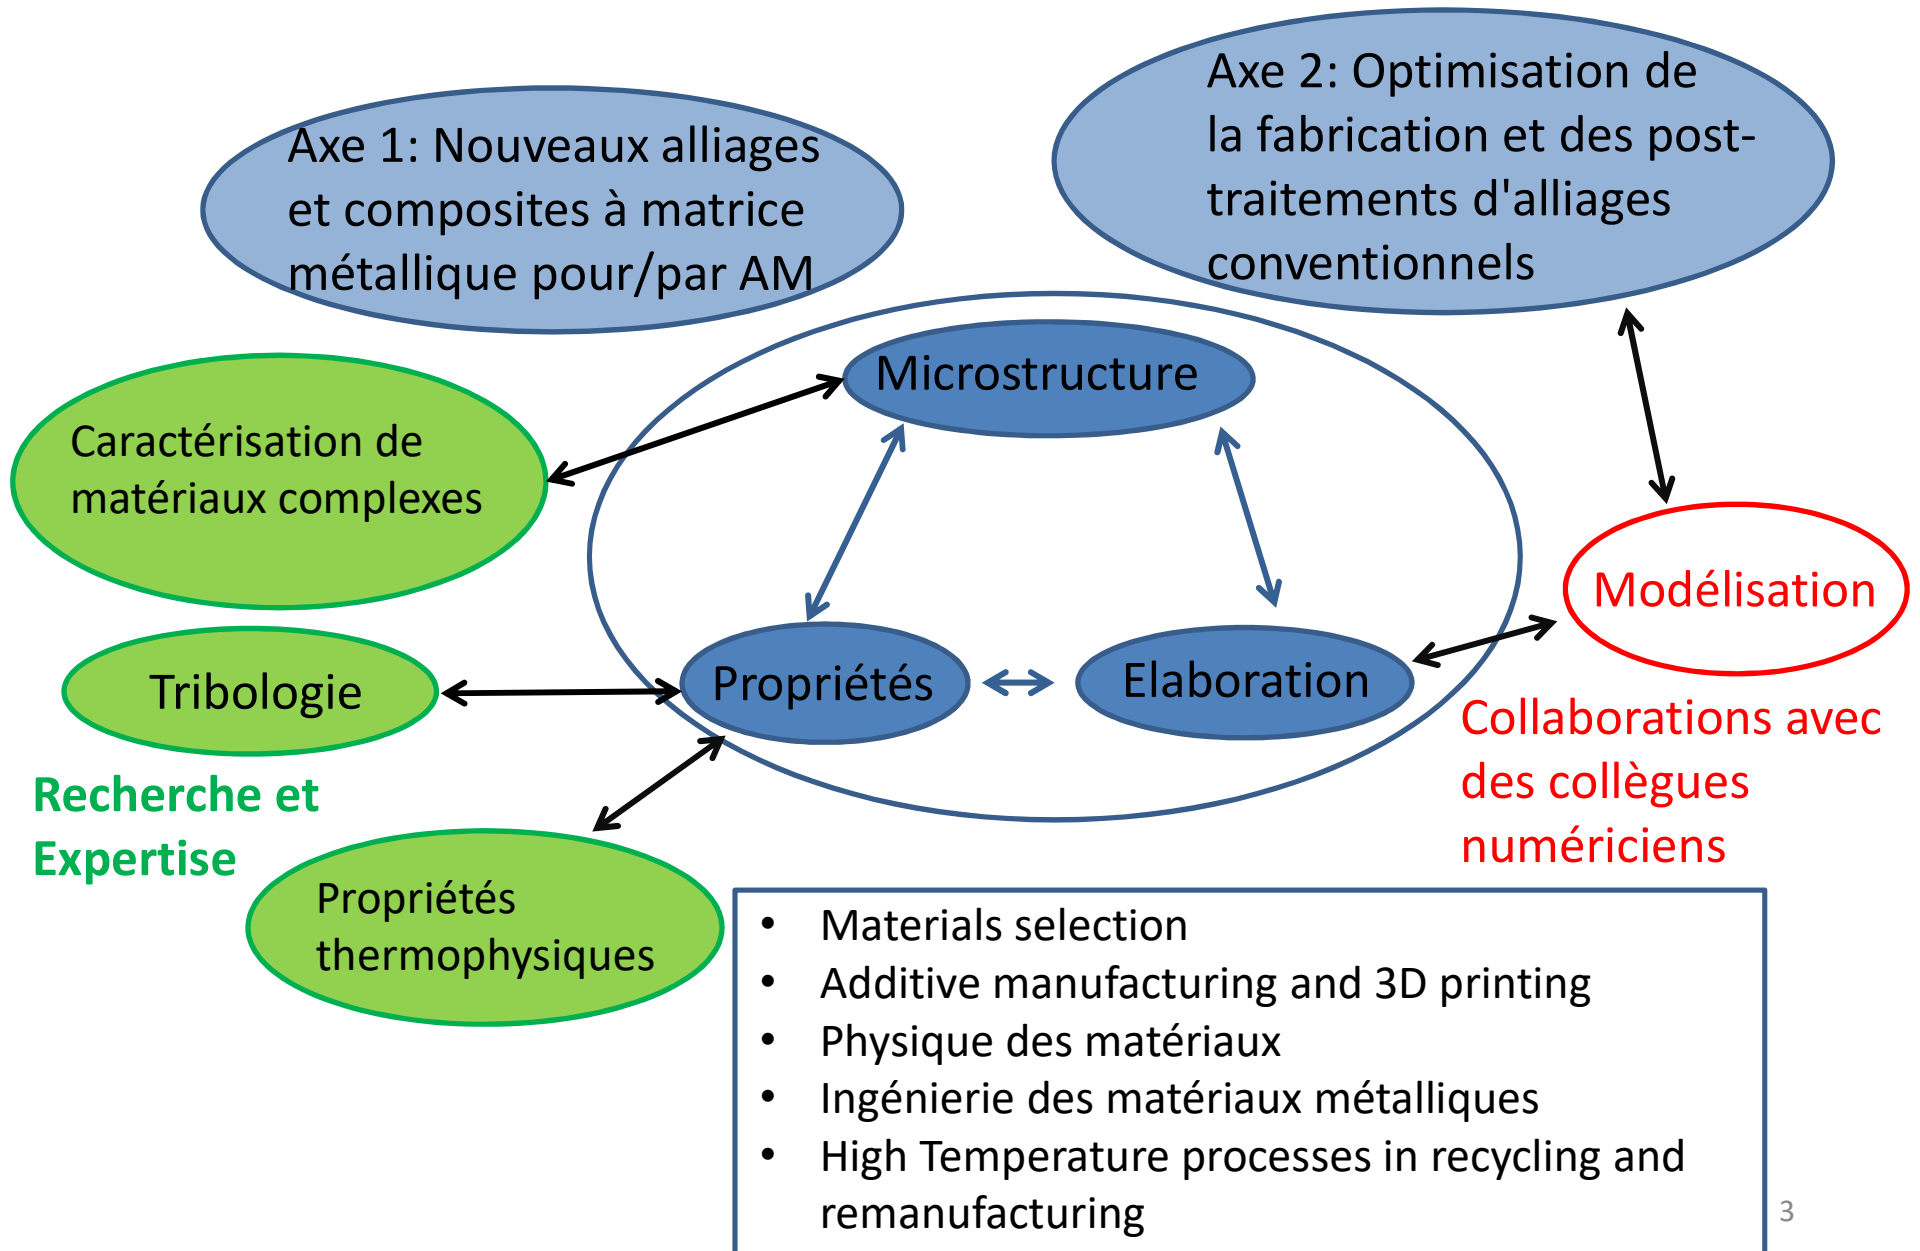 Axe 1: Nouveaux alliages
et composites à matrice
métallique pour/par AM
Axe 2: Optimisation de
la fabrication et des post-
traitements d'alliages
conventionnels
Microstructure
Caractérisation de
matériaux complexes
Modélisation
Tribologie
Propriétés
Elaboration
Collaborations avec
des collègues
numériciens
Recherche et
Expertise
Propriétés
thermophysiques
• Materials selection
• Additive manufacturing and 3D printing
• Physique des matériaux
• Ingénierie des matériaux métalliques
• High Temperature processes in recycling and
remanufacturing
3